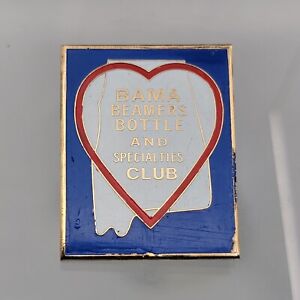 BAMA
BEAMERS
BOTTLE
AND
SPECIALTIES
CLUB